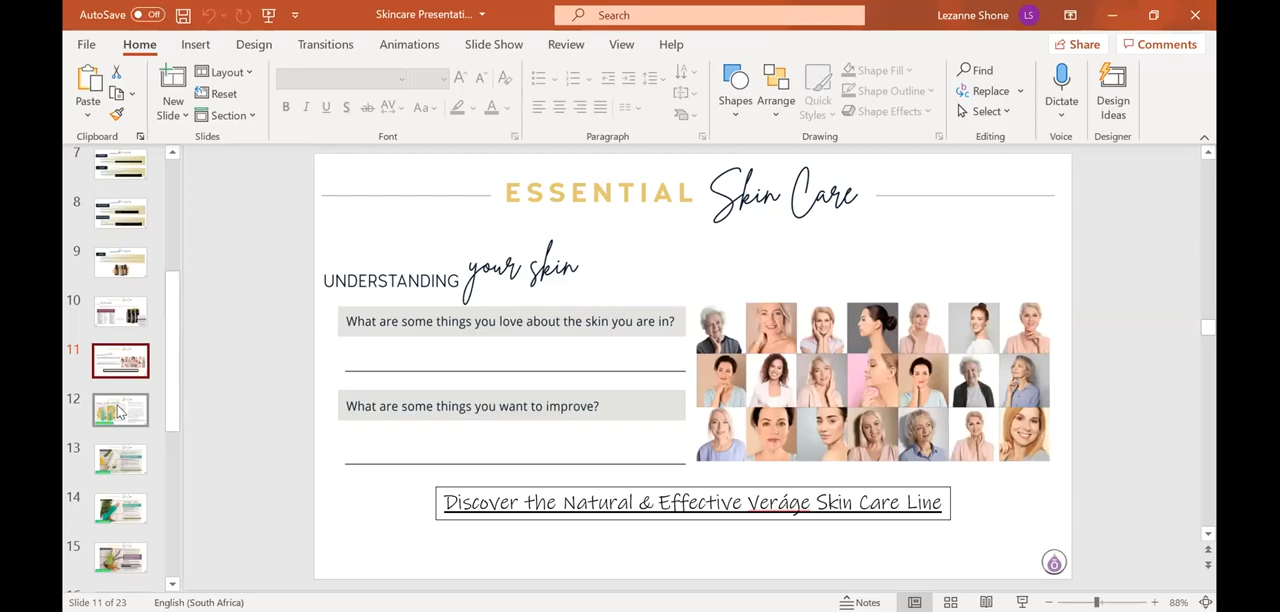 AutoSave Off Skincare Presentati... Search Lezanne Shone LS
File Home Insert Design Transitions Animations Slide Show Review View Help Share Comments
Paste New Slide Layout Reset Section Shapes Arrange Quick Styles Shape Fill Shape Outline Shape Effects Find Replace Select Dictate Design Ideas
Clipboard Slides Font Paragraph Drawing Editing Voice Designer
7
8
9
10
11
12
13
14
15
ESSENTIAL Skin Care
UNDERSTANDING your skin
What are some things you love about the skin you are in?
What are some things you want to improve?
Discover the Natural & Effective Veráge Skin Care Line
Slide 11 of 23 English (South Africa) Notes 88%